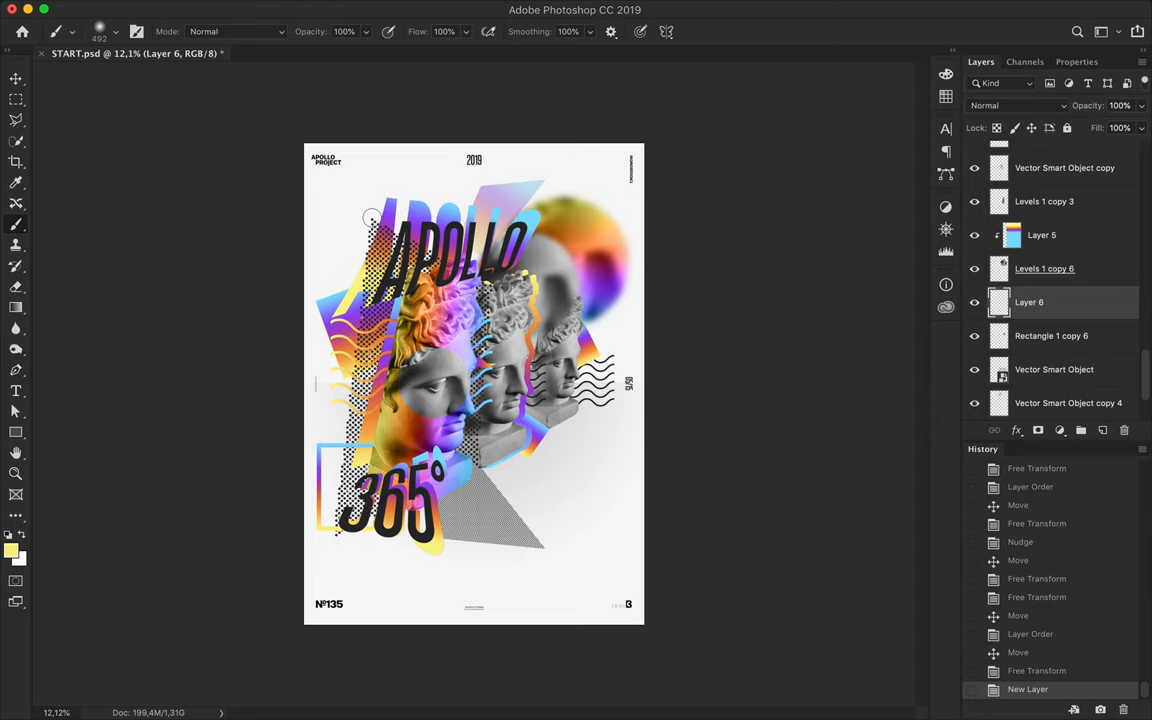 Adobe Photoshop CC 2019
492
Mode:
Normal
Opacity:
100%
Flow:
100%
Smoothing:
100%
START.psd @ 12,1% (Layer 6, RGB/8) *
Layers
Channels
Properties
Kind
Normal
Opacity:
100%
Lock:
Fill:
100%
Vector Smart Object copy
Levels 1 copy 3
Layer 5
Levels 1 copy 6
Layer 6
Rectangle 1 copy 6
Vector Smart Object
Vector Smart Object copy 4
fx
History
Free Transform
Layer Order
Move
Free Transform
Nudge
Move
Free Transform
Free Transform
Move
Layer Order
Move
Free Transform
New Layer
APOLLO
PROJECT
2019
APOLLO
365°
Nº135
12,12%
Doc: 199,4M/1,31G